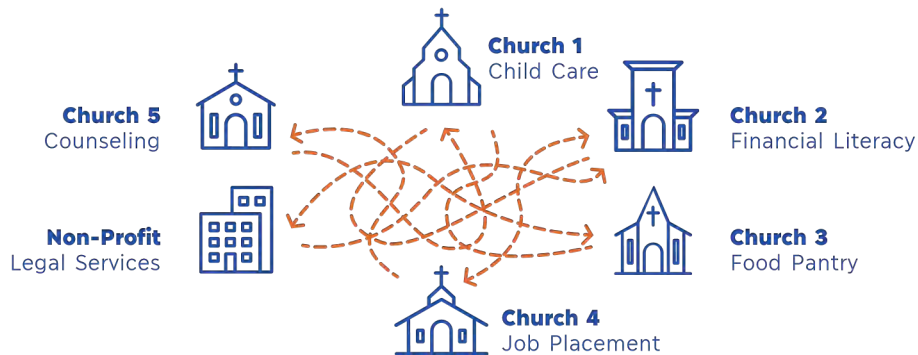 Church 1
Child Care
Church 5
Counseling
Church 2
Financial Literacy
Non-Profit
Legal Services
Church 3
Food Pantry
Church 4
Job Placement